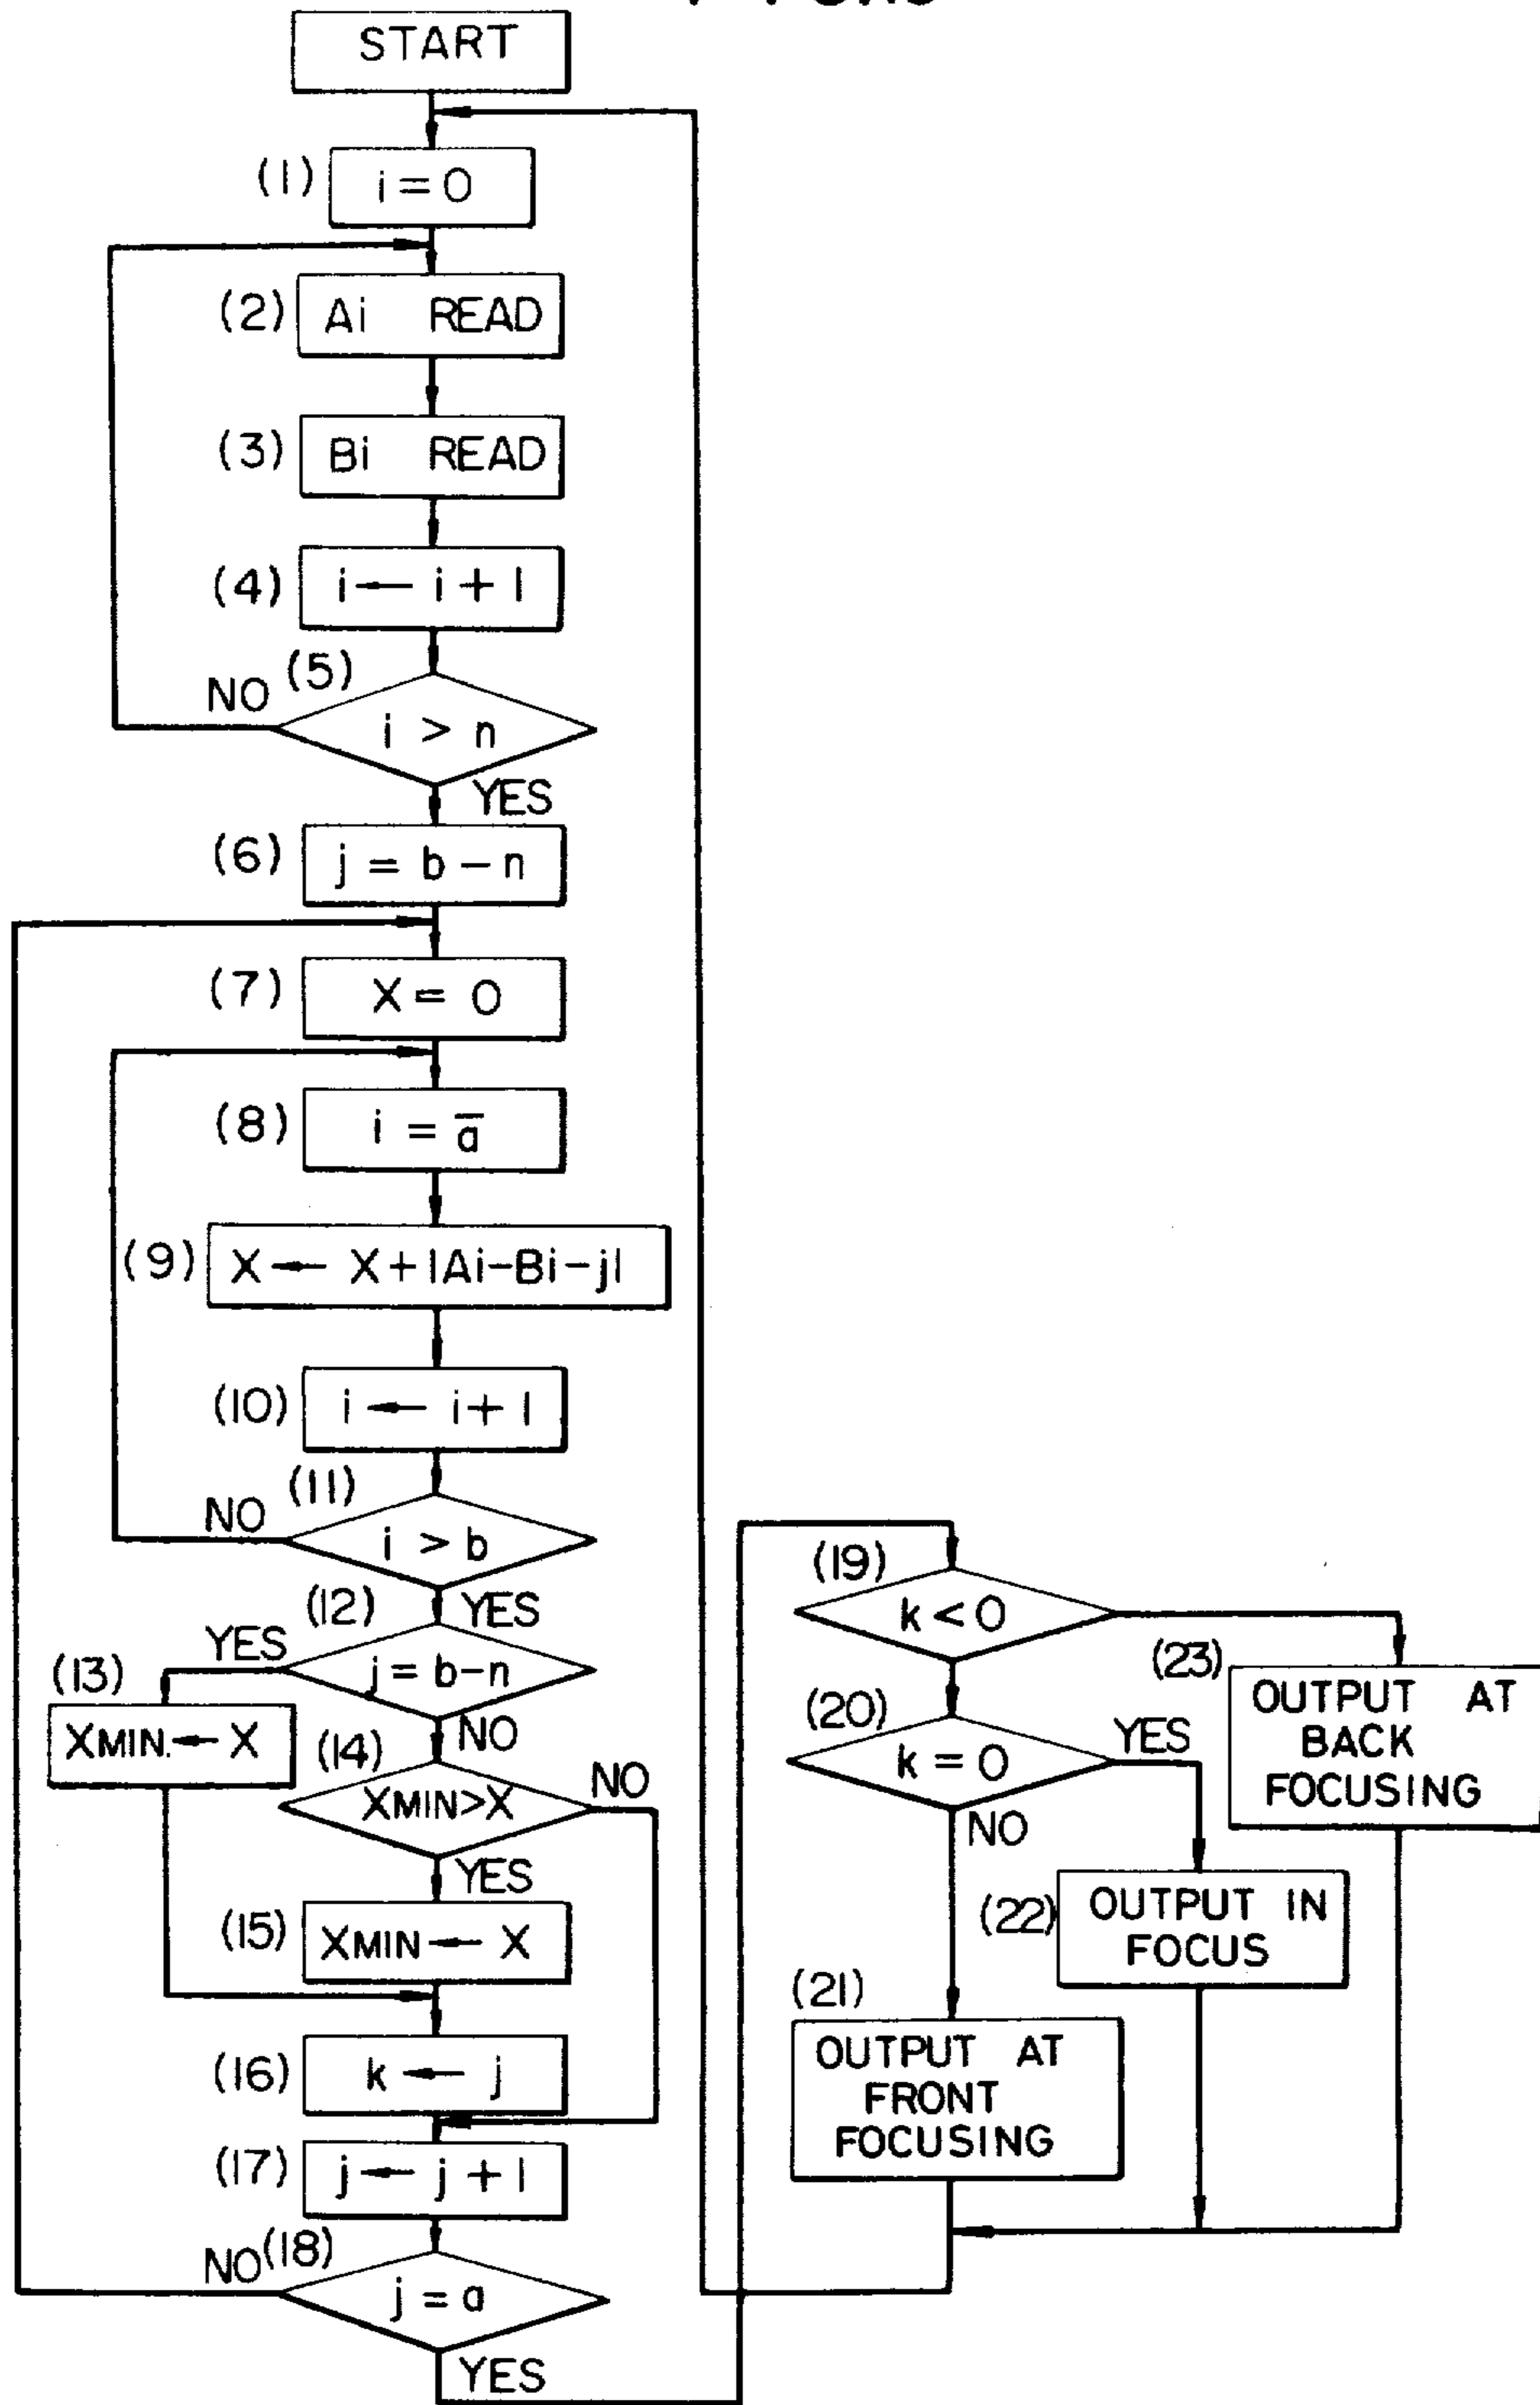 START
(1) i = 0
(2) Ai READ
(3) Bi READ
(4) i ← i + 1
(5)
NO
i > n
YES
(6) j = b - n
(7) X = 0
(8) i = a̅
(9) X ← X + |Ai-Bi-j|
(10) i ← i + 1
(11)
NO
i > b
YES
(12)
YES
j = b-n
NO
(13)
XMIN. ← X
(14)
XMIN>X
NO
YES
(15) XMIN ← X
(16) k ← j
(17) j ← j + 1
(18)
NO
j = a
YES
(19)
k < 0
(20)
k = 0
YES
NO
(23)
OUTPUT AT
BACK
FOCUSING
(22)
OUTPUT IN
FOCUS
(21)
OUTPUT AT
FRONT
FOCUSING